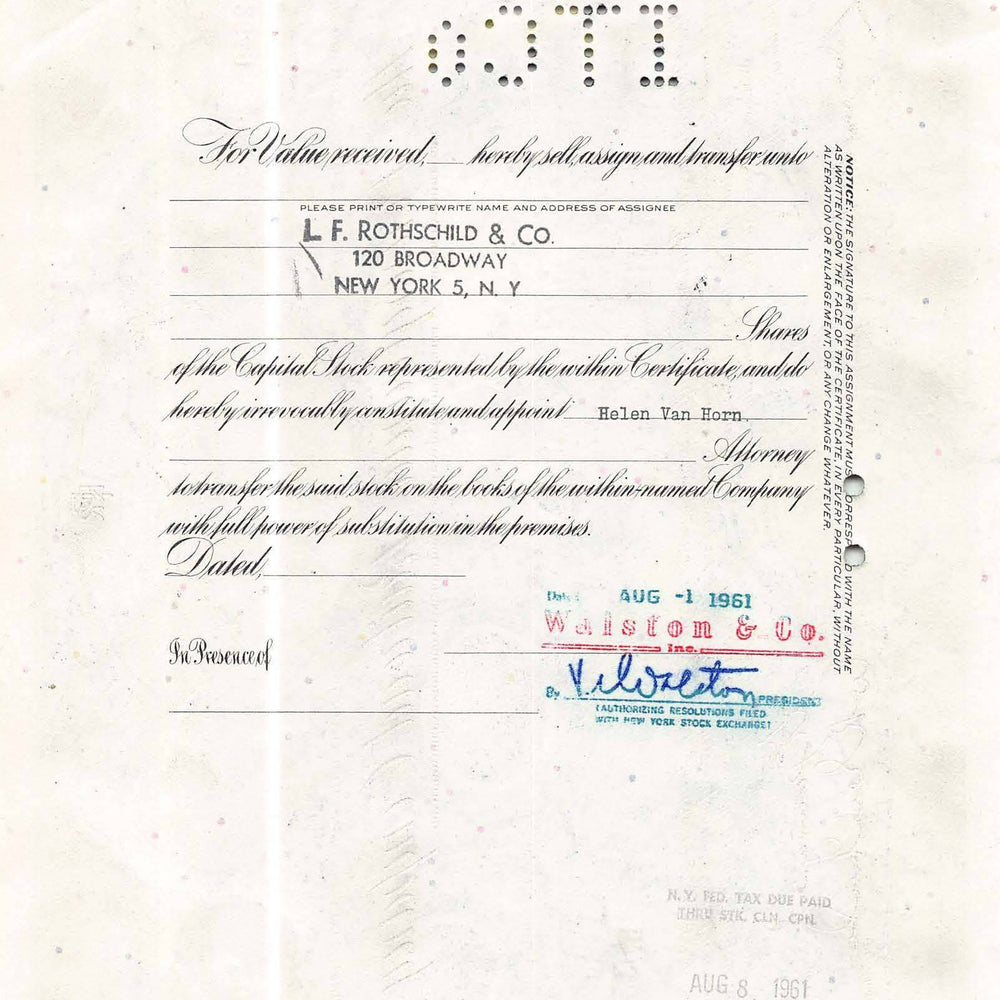 For Value received, hereby sell, assign and transfer unto
PLEASE PRINT OR TYPEWRITE NAME AND ADDRESS OF ASSIGNEE
L F. ROTHSCHILD & CO.
120 BROADWAY
NEW YORK 5, N. Y
Shares
of the Capital Stock represented by the within Certificate, and do
hereby irrevocably constitute and appoint Helen Van Horn
Attorney
to transfer the said stock on the books of the within-named Company
with full power of substitution in the premises.
Dated,
In Presence of
Date: AUG -1 1961
Walston & Co.
Inc.
By V. Walston PRESIDENT
(AUTHORIZING RESOLUTIONS FILED
WITH NEW YORK STOCK EXCHANGE)
N.Y. FED. TAX DUE PAID
THRU STK. CLN. CPN.
AUG 8 1961
NOTICE: THE SIGNATURE TO THIS ASSIGNMENT MUS ORRESP D WITH THE NAME
AS WRITTEN UPON THE FACE OF THE CERTIFICATE, IN EVERY PARTICULAR, WITHOUT
ALTERATION OR ENLARGEMENT, OR ANY CHANGE WHATEVER.